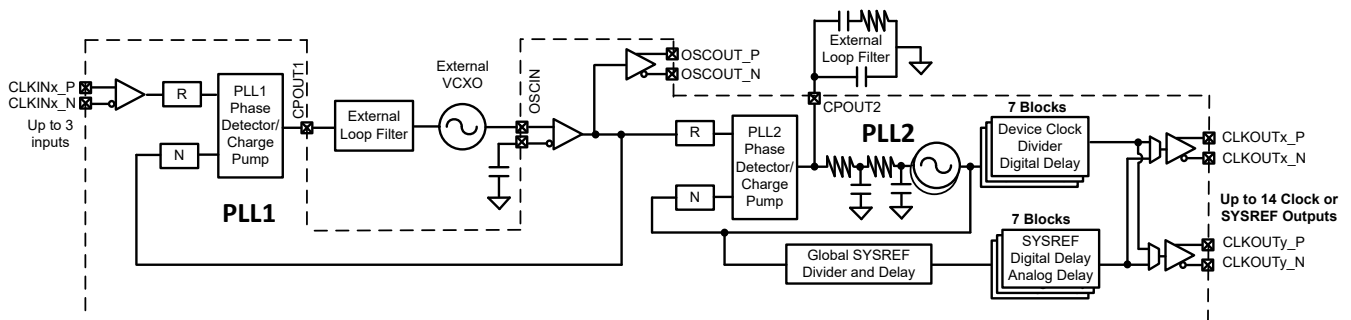 CLKINx_P
CLKINx_N
Up to 3
inputs
R
N
PLL1
Phase
Detector/
Charge
Pump
PLL1
CPOUT1
External
Loop Filter
External
VCXO
OSCIN
OSCOUT_P
OSCOUT_N
R
N
PLL2
Phase
Detector/
Charge
Pump
External
Loop Filter
CPOUT2
PLL2
7 Blocks
Device Clock
Divider
Digital Delay
Global SYSREF
Divider and Delay
7 Blocks
SYSREF
Digital Delay
Analog Delay
CLKOUTx_P
CLKOUTx_N
Up to 14 Clock or
SYSREF Outputs
CLKOUTy_P
CLKOUTy_N